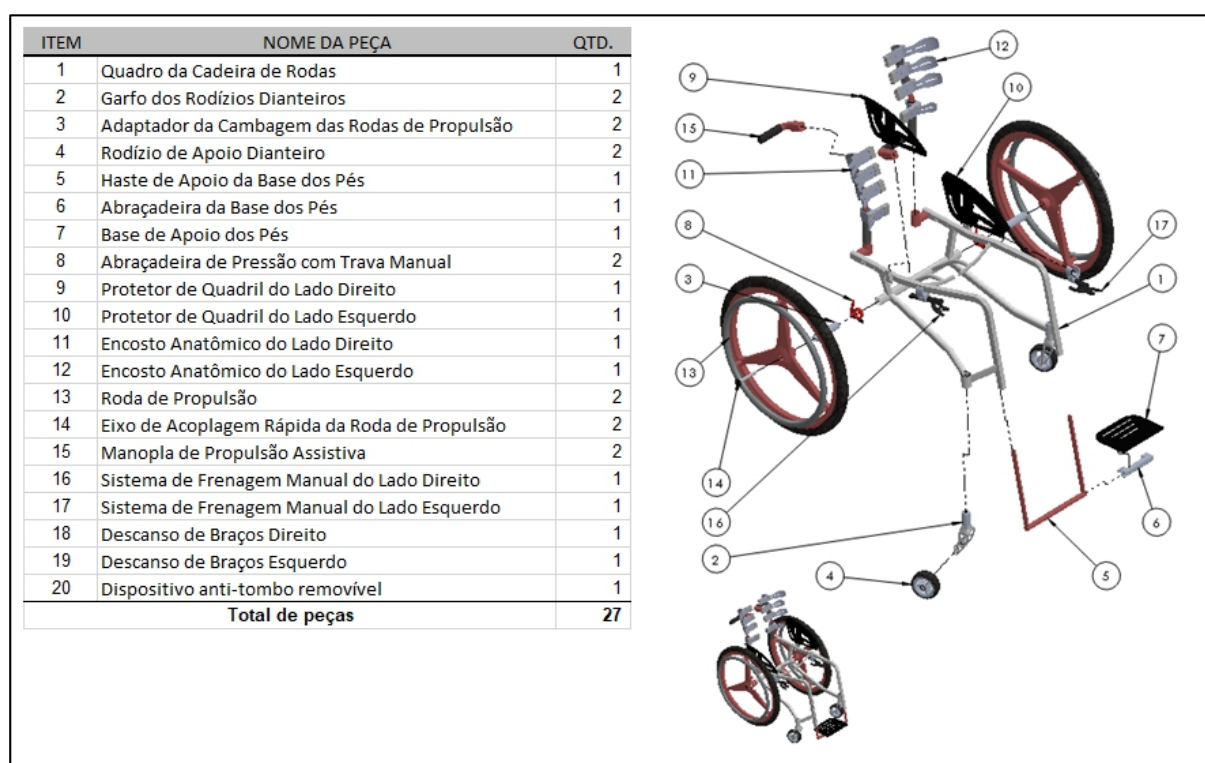 ITEM NOME DA PEÇA QTD.
1 Quadro da Cadeira de Rodas 1
2 Garfo dos Rodízios Dianteiros 2
3 Adaptador da Cambagem das Rodas de Propulsão 2
4 Rodizio de Apoio Dianteiro 2
5 Haste de Apoio da Base dos Pés 1
6 Abraçadeira da Base dos Pés 1
7 Base de Apoio dos Pés 1
8 Abraçadeira de Pressão com Trava Manual 2
9 Protetor de Quadril do Lado Direito 1
10 Protetor de Quadril do Lado Esquerdo 1
11 Encosto Anatômico do Lado Direito 1
12 Encosto Anatômico do Lado Esquerdo 1
13 Roda de Propulsão 2
14 Eixo de Acoplagem Rápida da Roda de Propulsão 2
15 Manopla de Propulsão Assistiva 2
16 Sistema de Frenagem Manual do Lado Direito 1
17 Sistema de Frenagem Manual do Lado Esquerdo 1
18 Descanso de Braços Direito 1
19 Descanso de Braços Esquerdo 1
20 Dispositivo anti-tombo removível 1
Total de peças 27
12
9
10
15
11
8
17
3
1
13
7
14
16
6
2
4
5